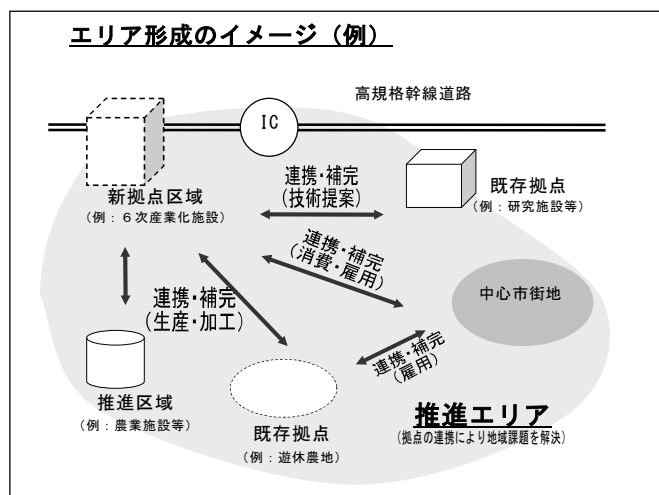 エリア形成のイメージ（例）
高規格幹線道路
IC
新拠点区域
（例：６次産業化施設）
連携・補完
（技術提案）
既存拠点
（例：研究施設等）
連携・補完
（消費・雇用）
連携・補完
（生産・加工）
中心市街地
連携・補完
（雇用）
推進区域
（例：農業施設等）
既存拠点
（例：遊休農地）
推進エリア
（拠点の連携により地域課題を解決）